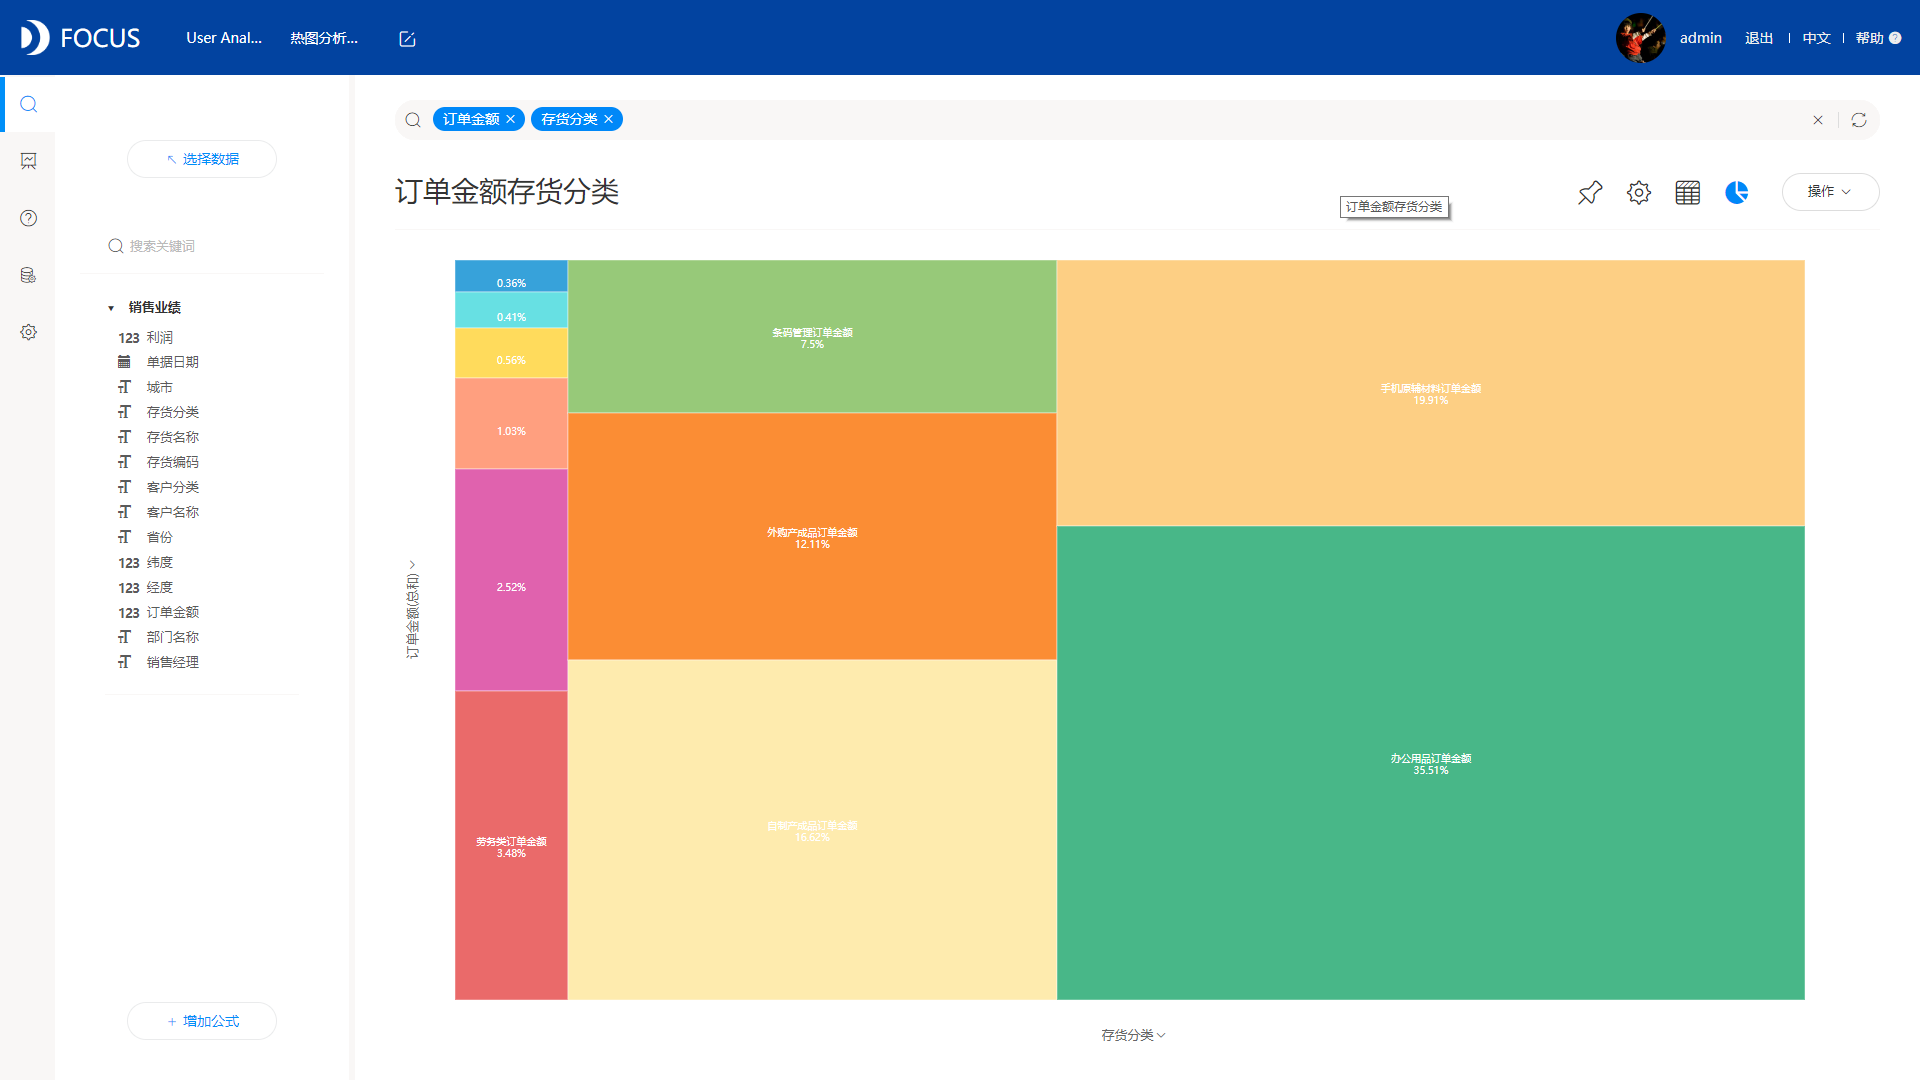 FOCUS
User Anal...
热图分析...
admin
退出
中文
帮助
订单金额
存货分类
选择数据
订单金额存货分类
订单金额存货分类
操作
搜索关键词
销售业绩
123 利润
单据日期
城市
存货分类
存货名称
存货编码
客户分类
客户名称
省份
123 纬度
123 经度
123 订单金额
部门名称
销售经理
增加公式
订单金额(总和)
0.36%
0.41%
0.56%
1.03%
2.52%
劳务类订单金额
3.48%
条码管理订单金额
7.5%
外购产成品订单金额
12.11%
自制产成品订单金额
16.62%
手机原辅材料订单金额
19.91%
办公用品订单金额
35.51%
存货分类